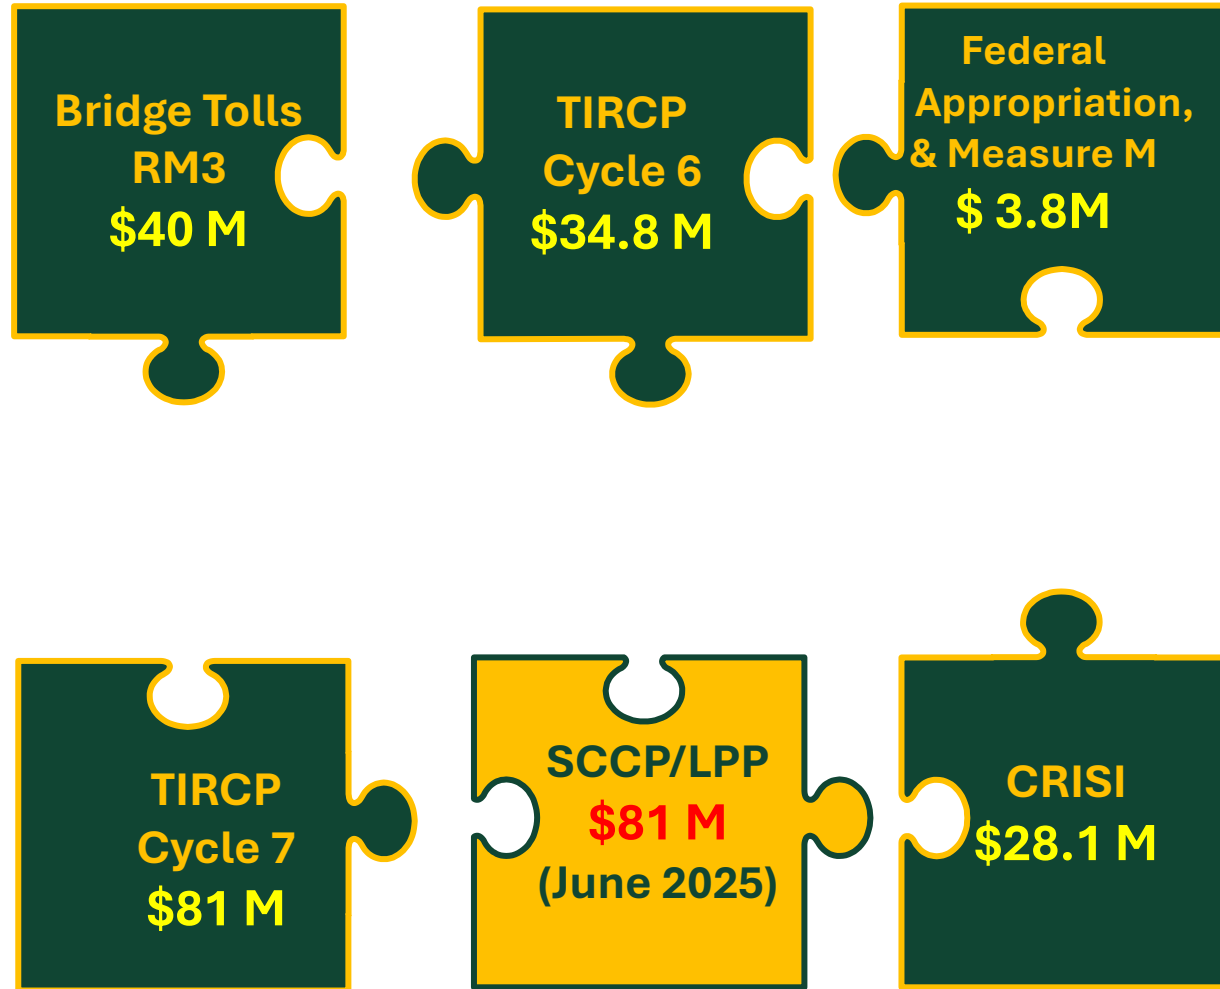 Bridge Tolls
RM3
$40 M
TIRCP
Cycle 6
$34.8 M
Federal
Appropriation,
& Measure M
$ 3.8M
TIRCP
Cycle 7
$81 M
SCCP/LPP
$81 M
(June 2025)
CRISI
$28.1 M